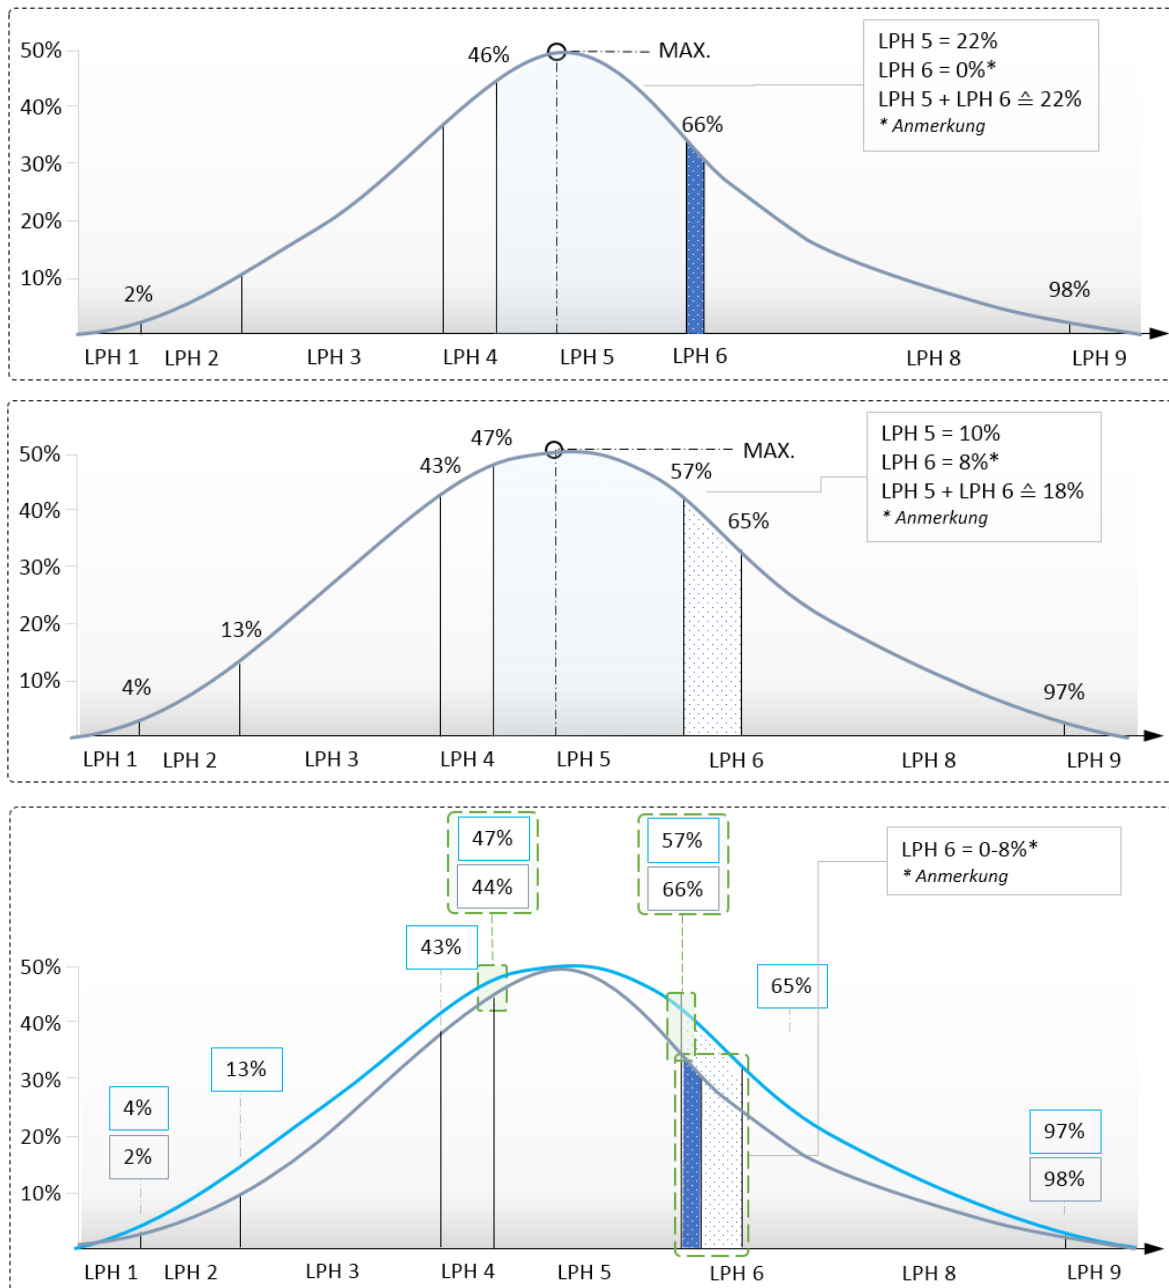 50%
46%
MAX.
LPH 5 = 22%
LPH 6 = 0%*
LPH 5 + LPH 6 ≙ 22%
* Anmerkung
40%
66%
30%
20%
10%
2%
98%
LPH 1 LPH 2 LPH 3 LPH 4 LPH 5 LPH 6 LPH 8 LPH 9
50%
47%
MAX.
LPH 5 = 10%
LPH 6 = 8%*
LPH 5 + LPH 6 ≙ 18%
* Anmerkung
43%
57%
40%
65%
30%
20%
13%
10%
4%
97%
LPH 1 LPH 2 LPH 3 LPH 4 LPH 5 LPH 6 LPH 8 LPH 9
47%
44%
57%
66%
LPH 6 = 0-8%*
* Anmerkung
43%
50%
65%
40%
30%
13%
20%
4%
2%
97%
98%
10%
LPH 1 LPH 2 LPH 3 LPH 4 LPH 5 LPH 6 LPH 8 LPH 9